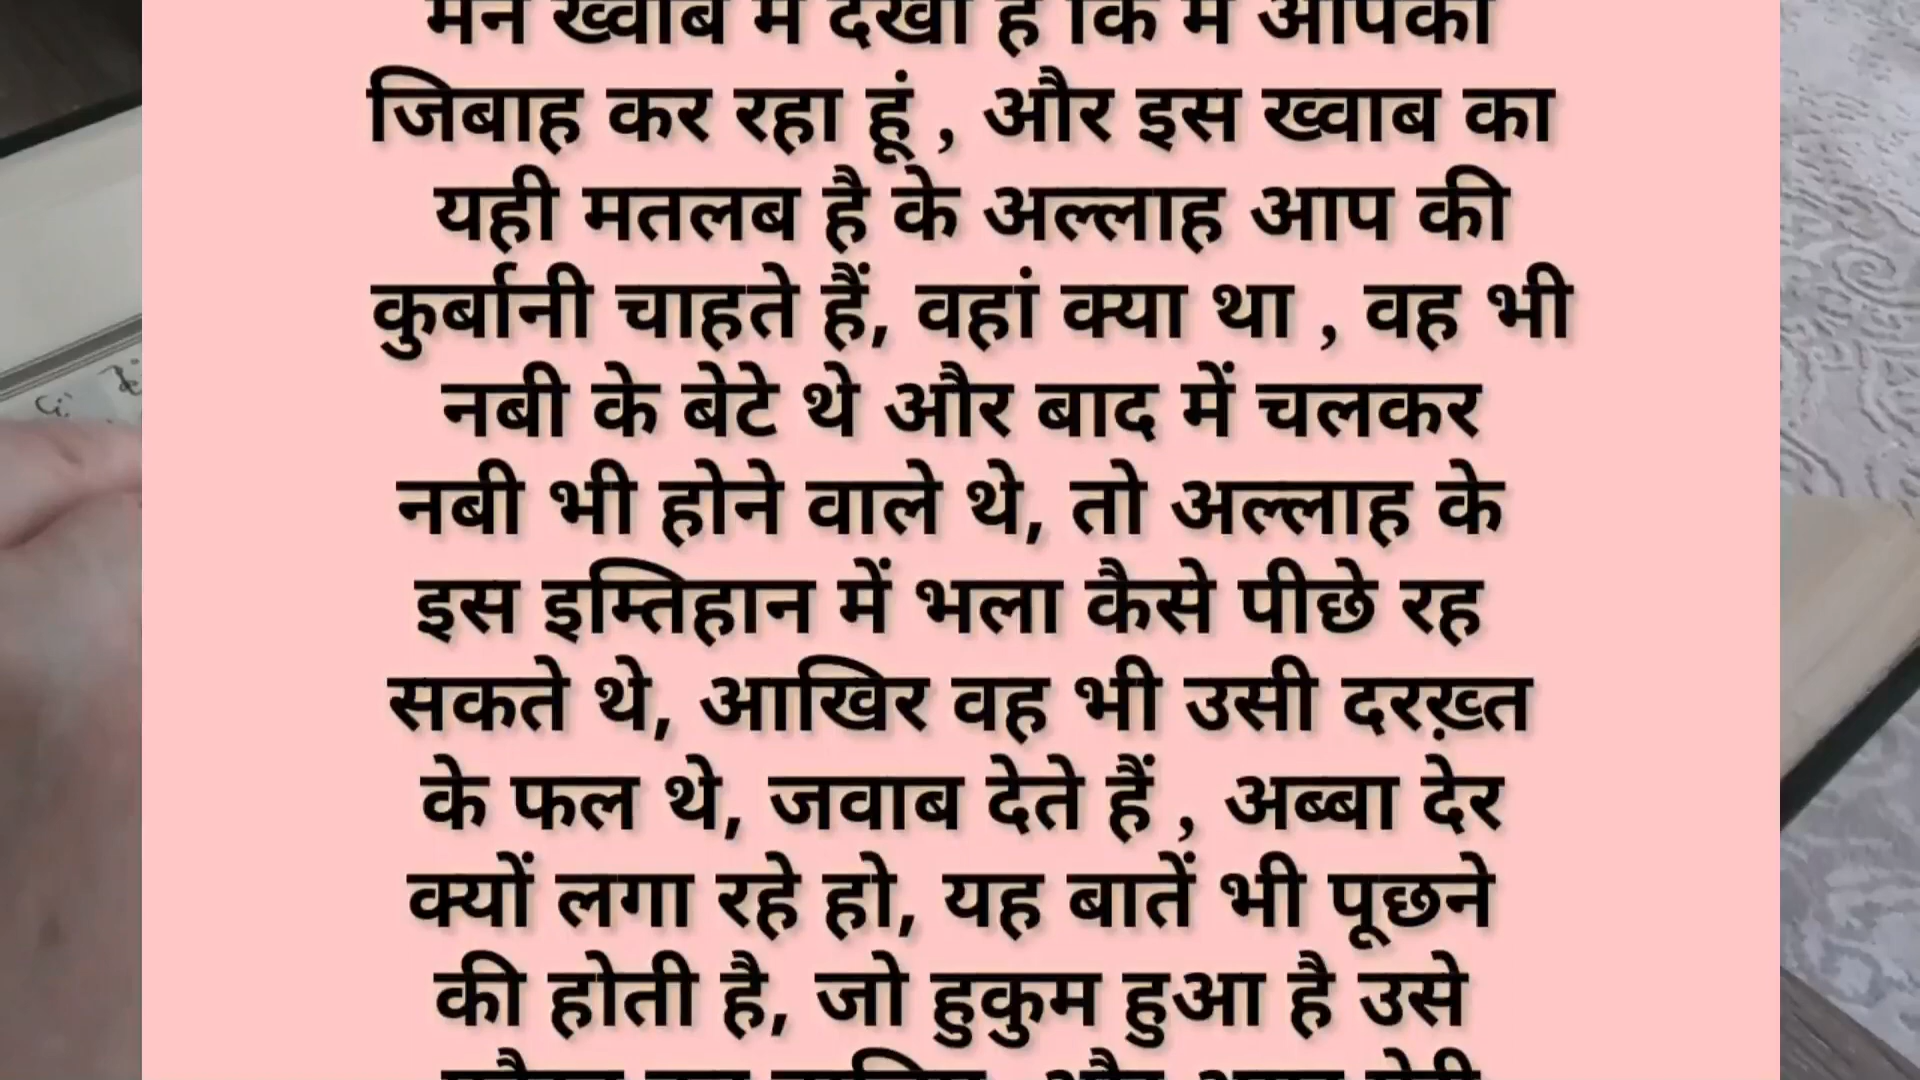 मैंने ख्वाब में देखा है कि मैं आपको
जिबाह कर रहा हूं , और इस ख्वाब का
यही मतलब है के अल्लाह आप की
कुर्बानी चाहते हैं, वहां क्या था , वह भी
नबी के बेटे थे और बाद में चलकर
नबी भी होने वाले थे, तो अल्लाह के
इस इम्तिहान में भला कैसे पीछे रह
सकते थे, आखिर वह भी उसी दरख़्त
के फल थे, जवाब देते हैं , अब्बा देर
क्यों लगा रहे हो, यह बातें भी पूछने
की होती है, जो हुकुम हुआ है उसे